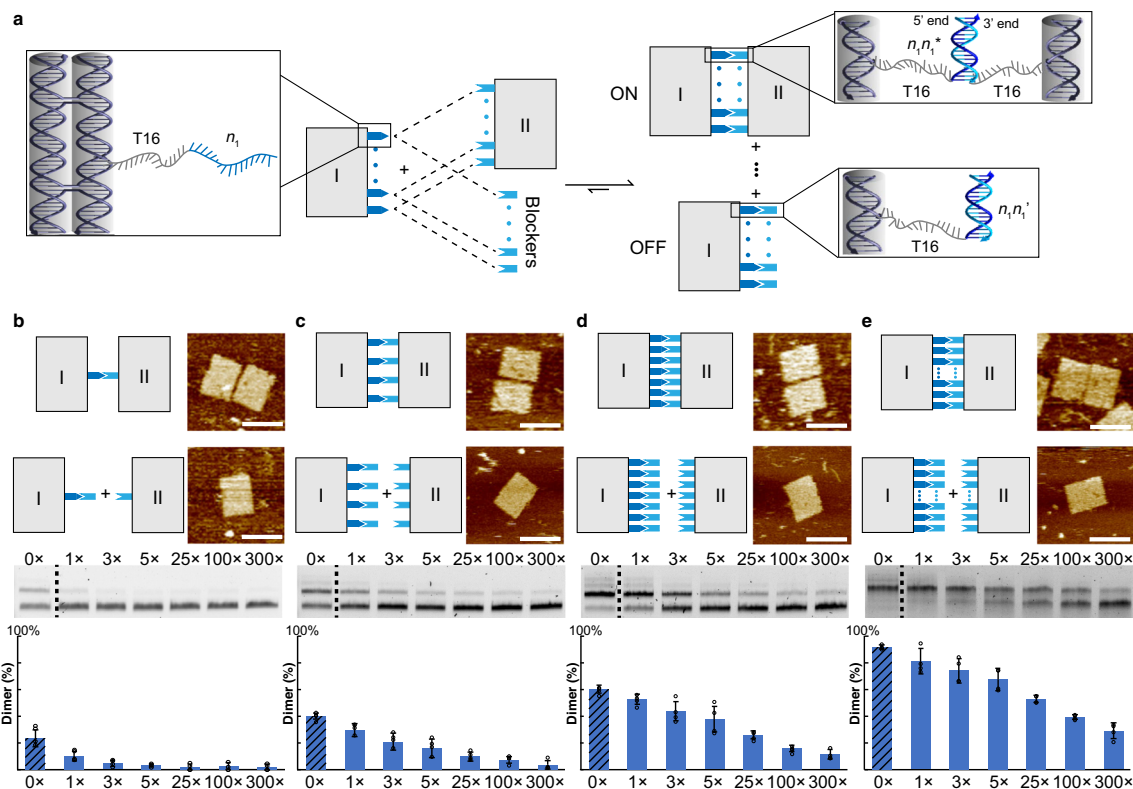 a
T16
n₁
I
+
II
Blockers
ON
I
II
5' end
3' end
n₁n₁*
T16
T16
+
+
OFF
I
n₁n₁'
T16
b
I
II
I
+
II
0× 1× 3× 5× 25× 100× 300×
100%
Dimer (%)
0× 1× 3× 5× 25× 100× 300×
c
I
II
I
+
II
0× 1× 3× 5× 25× 100× 300×
100%
Dimer (%)
0× 1× 3× 5× 25× 100× 300×
d
I
II
I
+
II
0× 1× 3× 5× 25× 100× 300×
100%
Dimer (%)
0× 1× 3× 5× 25× 100× 300×
e
I
II
I
+
II
0× 1× 3× 5× 25× 100× 300×
100%
Dimer (%)
0× 1× 3× 5× 25× 100× 300×